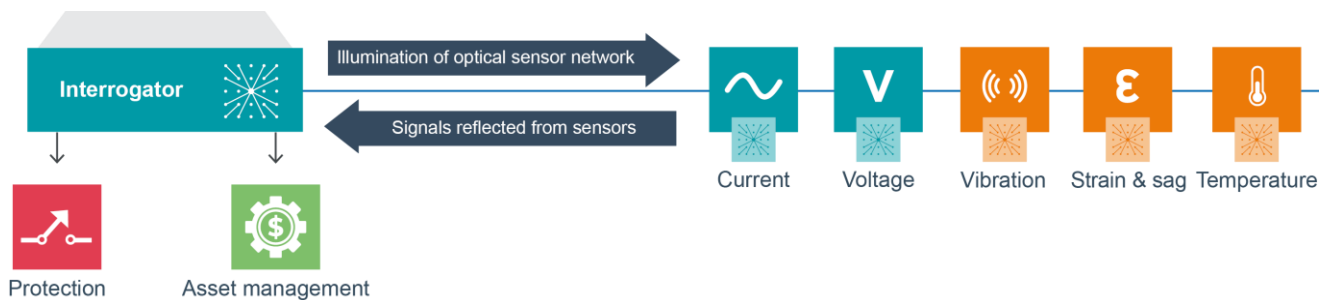 Interrogator
Illumination of optical sensor network
Signals reflected from sensors
V
ε
Current
Voltage
Vibration
Strain & sag
Temperature
$
Protection
Asset management